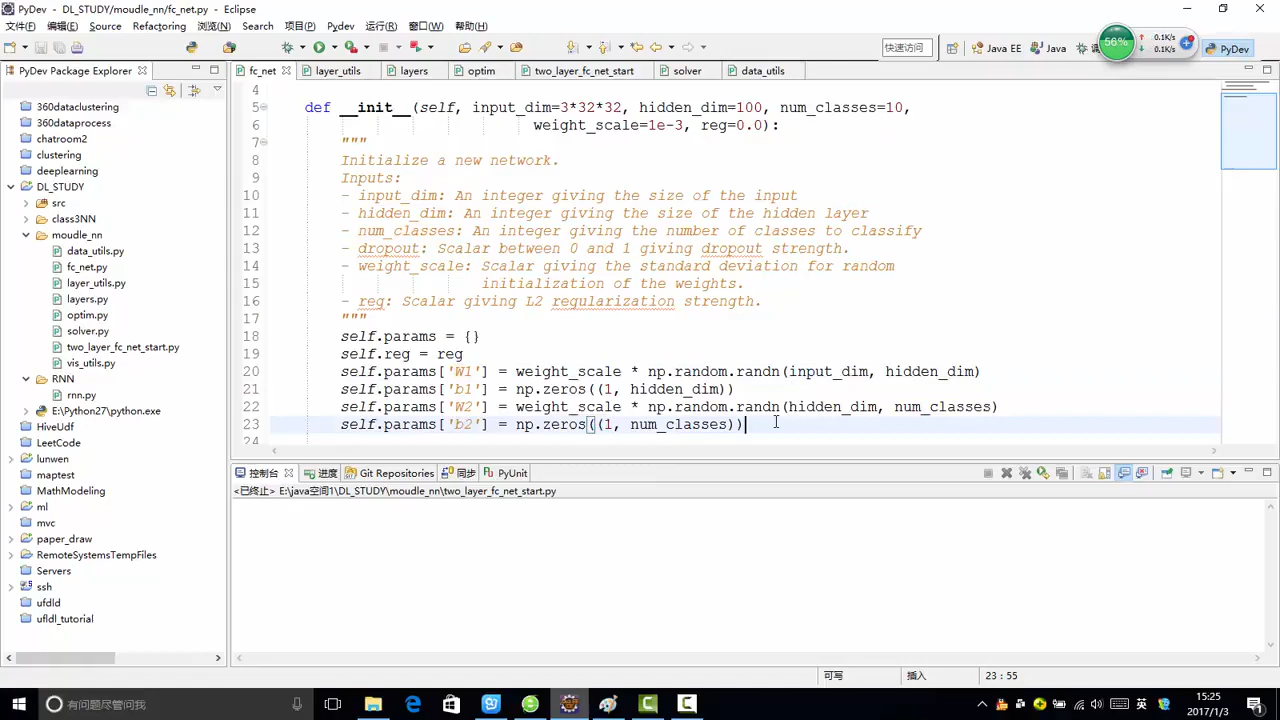 PyDev - DL_STUDY/moudle_nn/fc_net.py - Eclipse
文件(F) 编辑(E) Source Refactoring 浏览(N) Search 项目(P) Pydev 运行(R) 窗口(W) 帮助(H)
快速访问 Java EE Java PyDev
56% 0.1K/s 0.1K/s
PyDev Package Explorer
360dataclustering
360dataprocess
chatroom2
clustering
deeplearning
DL_STUDY
src
class3NN
moudle_nn
data_utils.py
fc_net.py
layer_utils.py
layers.py
optim.py
solver.py
two_layer_fc_net_start.py
vis_utils.py
RNN
rnn.py
E:\Python27\python.exe
HiveUdf
LeetCode
lunwen
maptest
MathModeling
ml
mvc
paper_draw
RemoteSystemsTempFiles
Servers
ssh
ufdld
ufldl_tutorial
fc_net layer_utils layers optim two_layer_fc_net_start solver data_utils
4
5 def __init__(self, input_dim=3*32*32, hidden_dim=100, num_classes=10,
6 weight_scale=1e-3, reg=0.0):
7 """
8 Initialize a new network.
9 Inputs:
10 - input_dim: An integer giving the size of the input
11 - hidden_dim: An integer giving the size of the hidden layer
12 - num_classes: An integer giving the number of classes to classify
13 - dropout: Scalar between 0 and 1 giving dropout strength.
14 - weight_scale: Scalar giving the standard deviation for random
15 initialization of the weights.
16 - reg: Scalar giving L2 regularization strength.
17 """
18 self.params = {}
19 self.reg = reg
20 self.params['W1'] = weight_scale * np.random.randn(input_dim, hidden_dim)
21 self.params['b1'] = np.zeros((1, hidden_dim))
22 self.params['W2'] = weight_scale * np.random.randn(hidden_dim, num_classes)
23 self.params['b2'] = np.zeros((1, num_classes))
控制台 进度 Git Repositories 同步 PyUnit
<已终止> E:\java空间1\DL_STUDY\moudle_nn\two_layer_fc_net_start.py
可写 插入 23 : 55
有问题尽管问我
英
15:25
2017/1/3